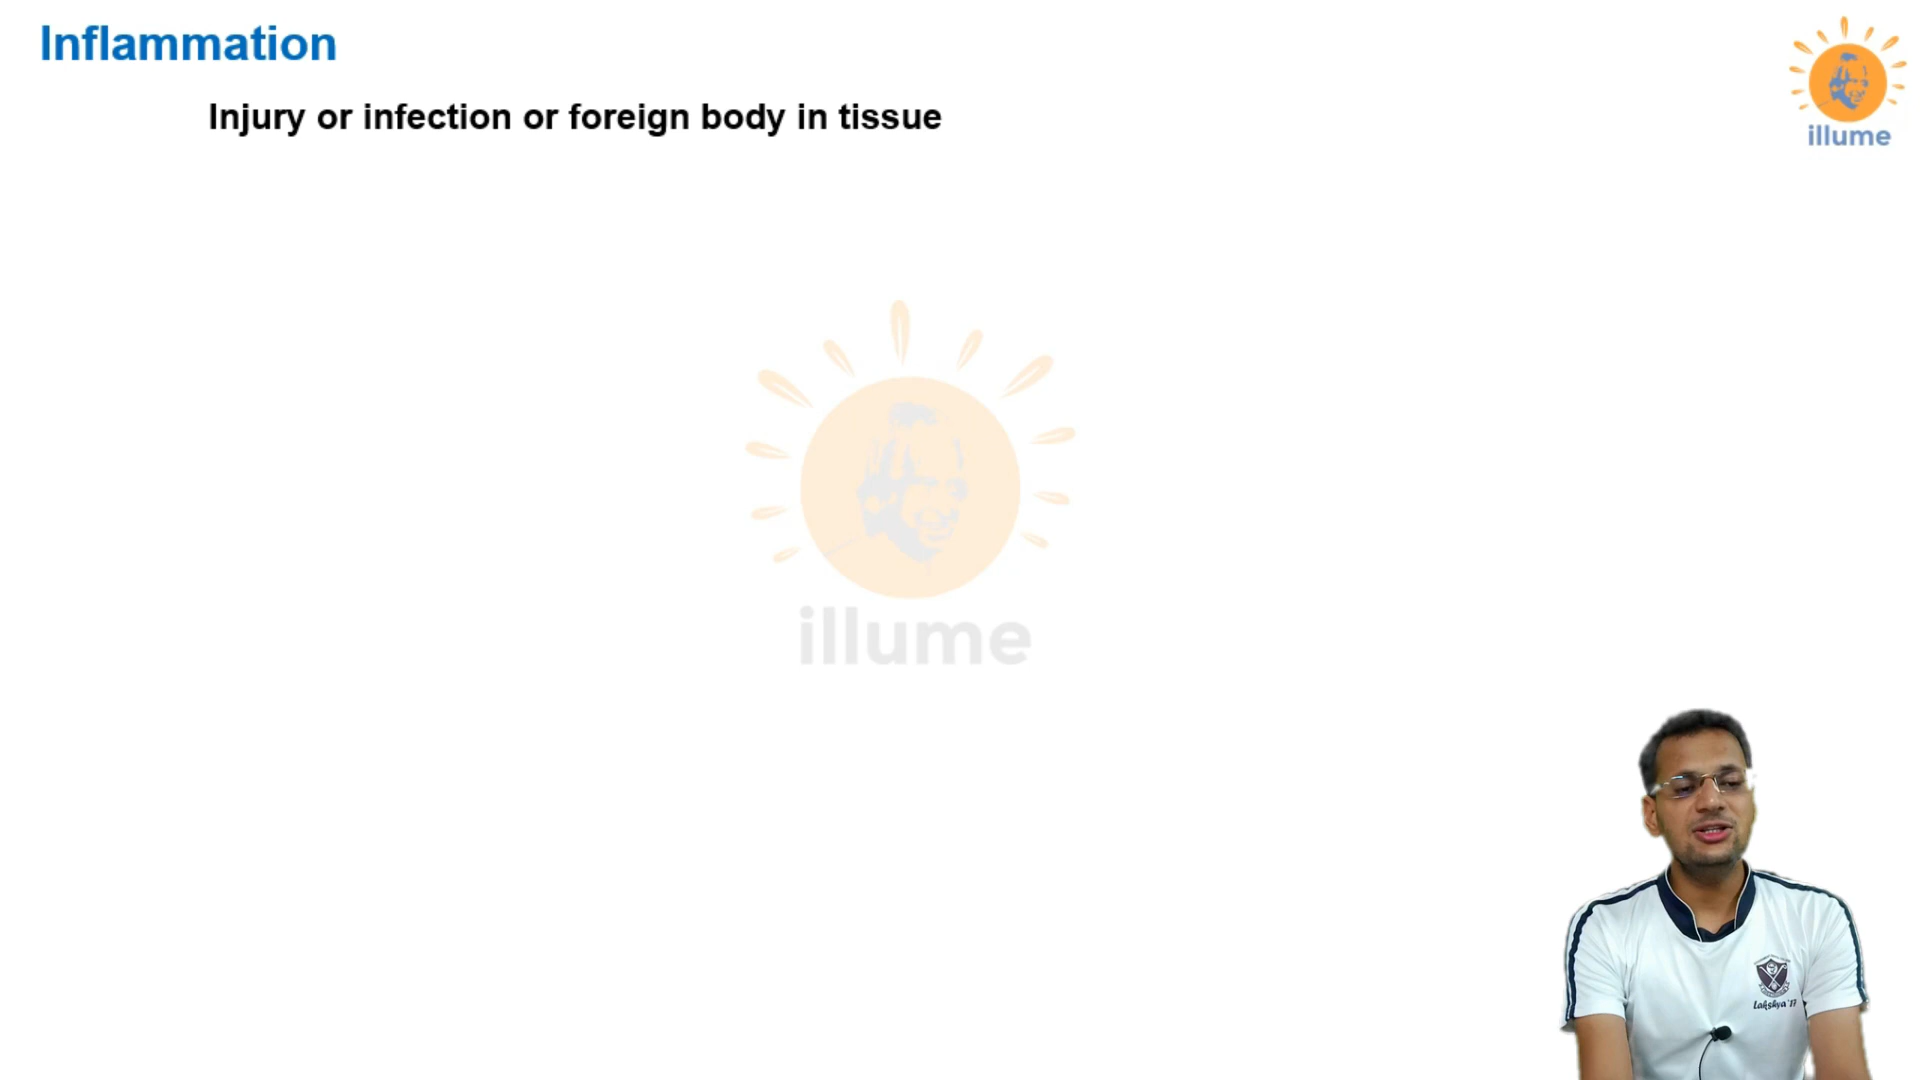 Inflammation
Injury or infection or foreign body in tissue
illume
illume
Lakshya'17